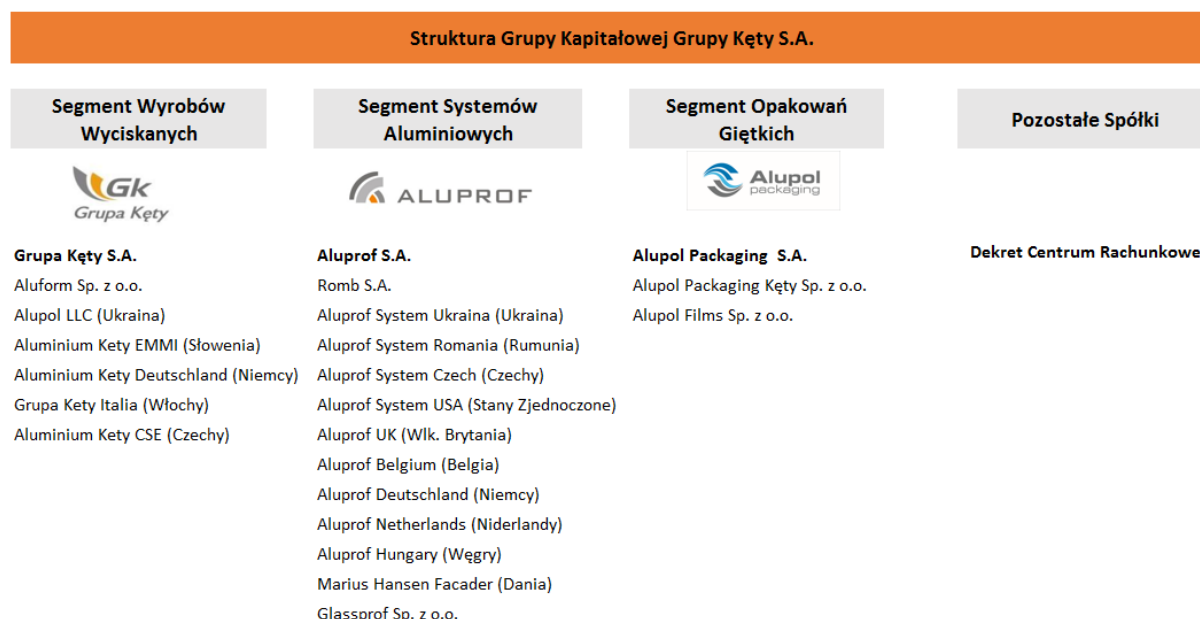 Struktura Grupy Kapitałowej Grupy Kęty S.A.
Segment Wyrobów
Wyciskanych
Gk
Grupa Kęty
Grupa Kęty S.A.
Aluform Sp. z o.o.
Alupol LLC (Ukraina)
Aluminium Kety EMMI (Słowenia)
Aluminium Kety Deutschland (Niemcy)
Grupa Kety Italia (Włochy)
Aluminium Kety CSE (Czechy)
Segment Systemów
Aluminiowych
ALUPROF
Aluprof S.A.
Romb S.A.
Aluprof System Ukraina (Ukraina)
Aluprof System Romania (Rumunia)
Aluprof System Czech (Czechy)
Aluprof System USA (Stany Zjednoczone)
Aluprof UK (Wlk. Brytania)
Aluprof Belgium (Belgia)
Aluprof Deutschland (Niemcy)
Aluprof Netherlands (Niderlandy)
Aluprof Hungary (Węgry)
Marius Hansen Facader (Dania)
Glassprof Sp. z o.o.
Segment Opakowań
Giętkich
Alupol
packaging
Alupol Packaging S.A.
Alupol Packaging Kęty Sp. z o.o.
Alupol Films Sp. z o.o.
Pozostałe Spółki
Dekret Centrum Rachunkowe